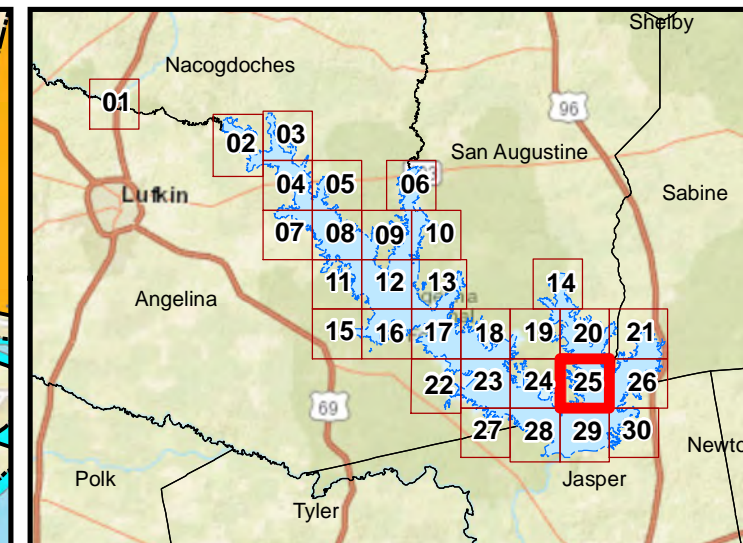 Shelby
Nacogdoches
01
96
03
02
San Augustine
04 05 06
Sabine
Lufkin
07 08 09 10
11 12 13 14
Angelina
15 16 17 18 19 20 21
22 23 24 25 26
69
27 28 29 30
Newto
Polk
Jasper
Tyler